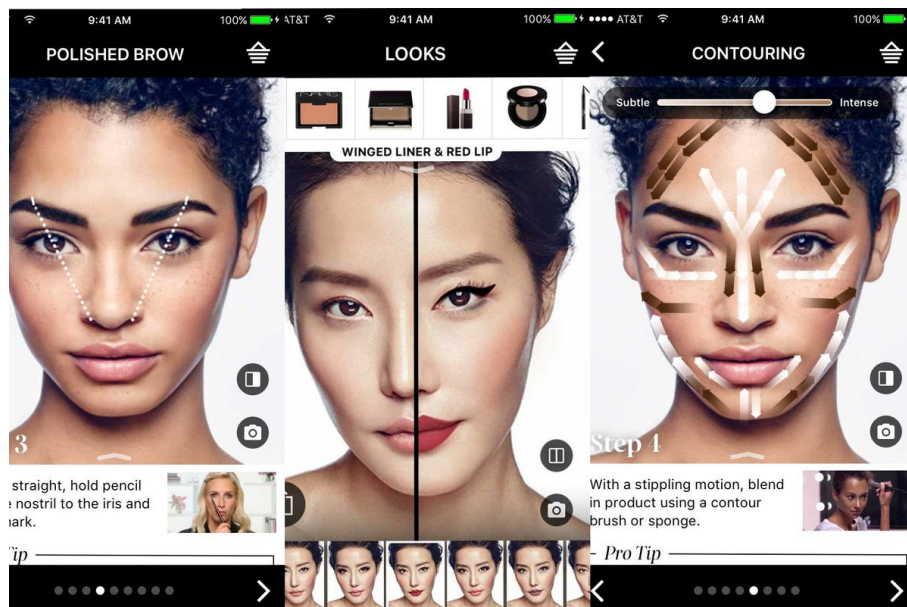 9:41 AM
100%
POLISHED BROW
3
straight, hold pencil
nostril to the iris and
AT&T
9:41 AM
100%
LOOKS
WINGED LINER & RED LIP
AT&T
9:41 AM
100%
CONTOURING
Subtle
Intense
Step 4
With a stippling motion, blend
in product using a contour
brush or sponge.
Pro Tip